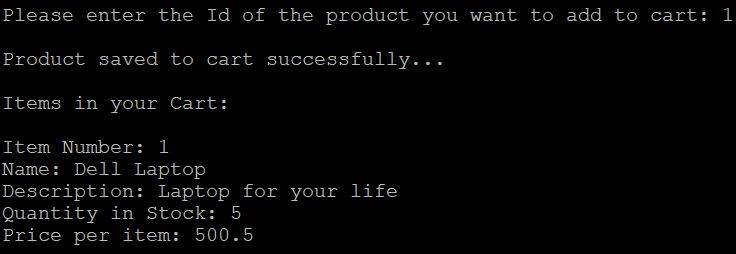 Please enter the Id of the product you want to add to cart: 1
Product saved to cart successfully...
Items in your Cart:
Item Number: 1
Name: Dell Laptop
Description: Laptop for your life
Quantity in Stock: 5
Price per item: 500.5